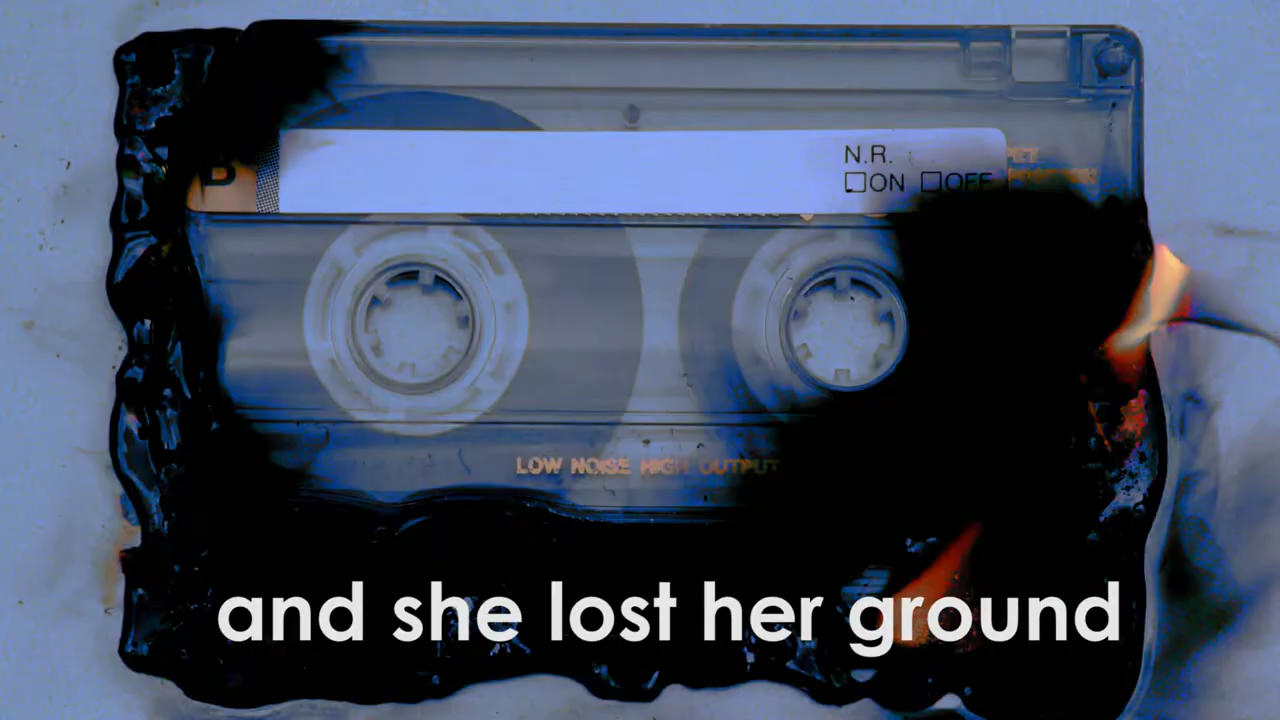 B
N.R.
□ON □OFF
LOW NOISE HIGH OUTPUT
and she lost her ground